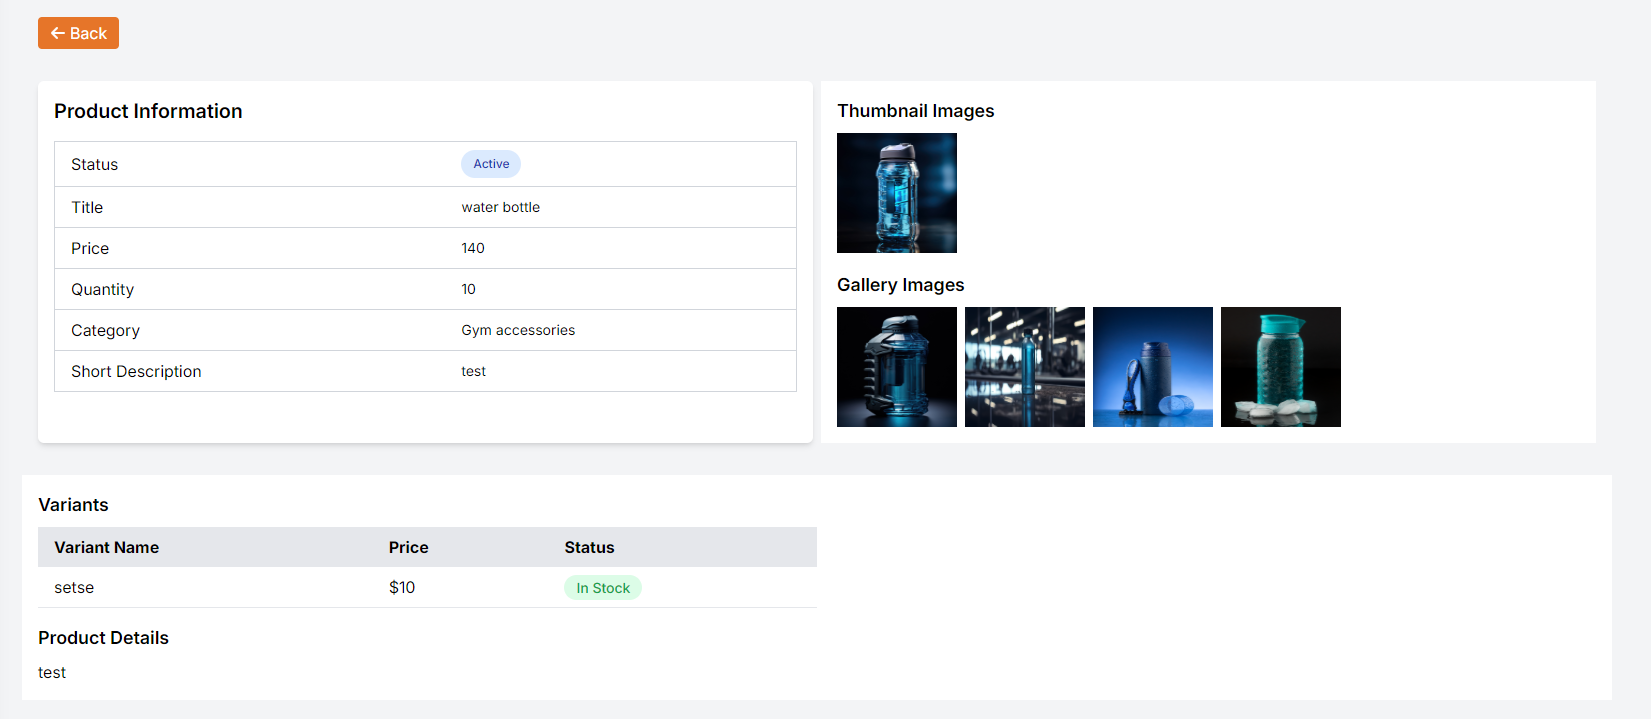 ← Back
Product Information
Status Active
Title water bottle
Price 140
Quantity 10
Category Gym accessories
Short Description test
Thumbnail Images
Gallery Images
Variants
Variant Name Price Status
setse $10 In Stock
Product Details
test